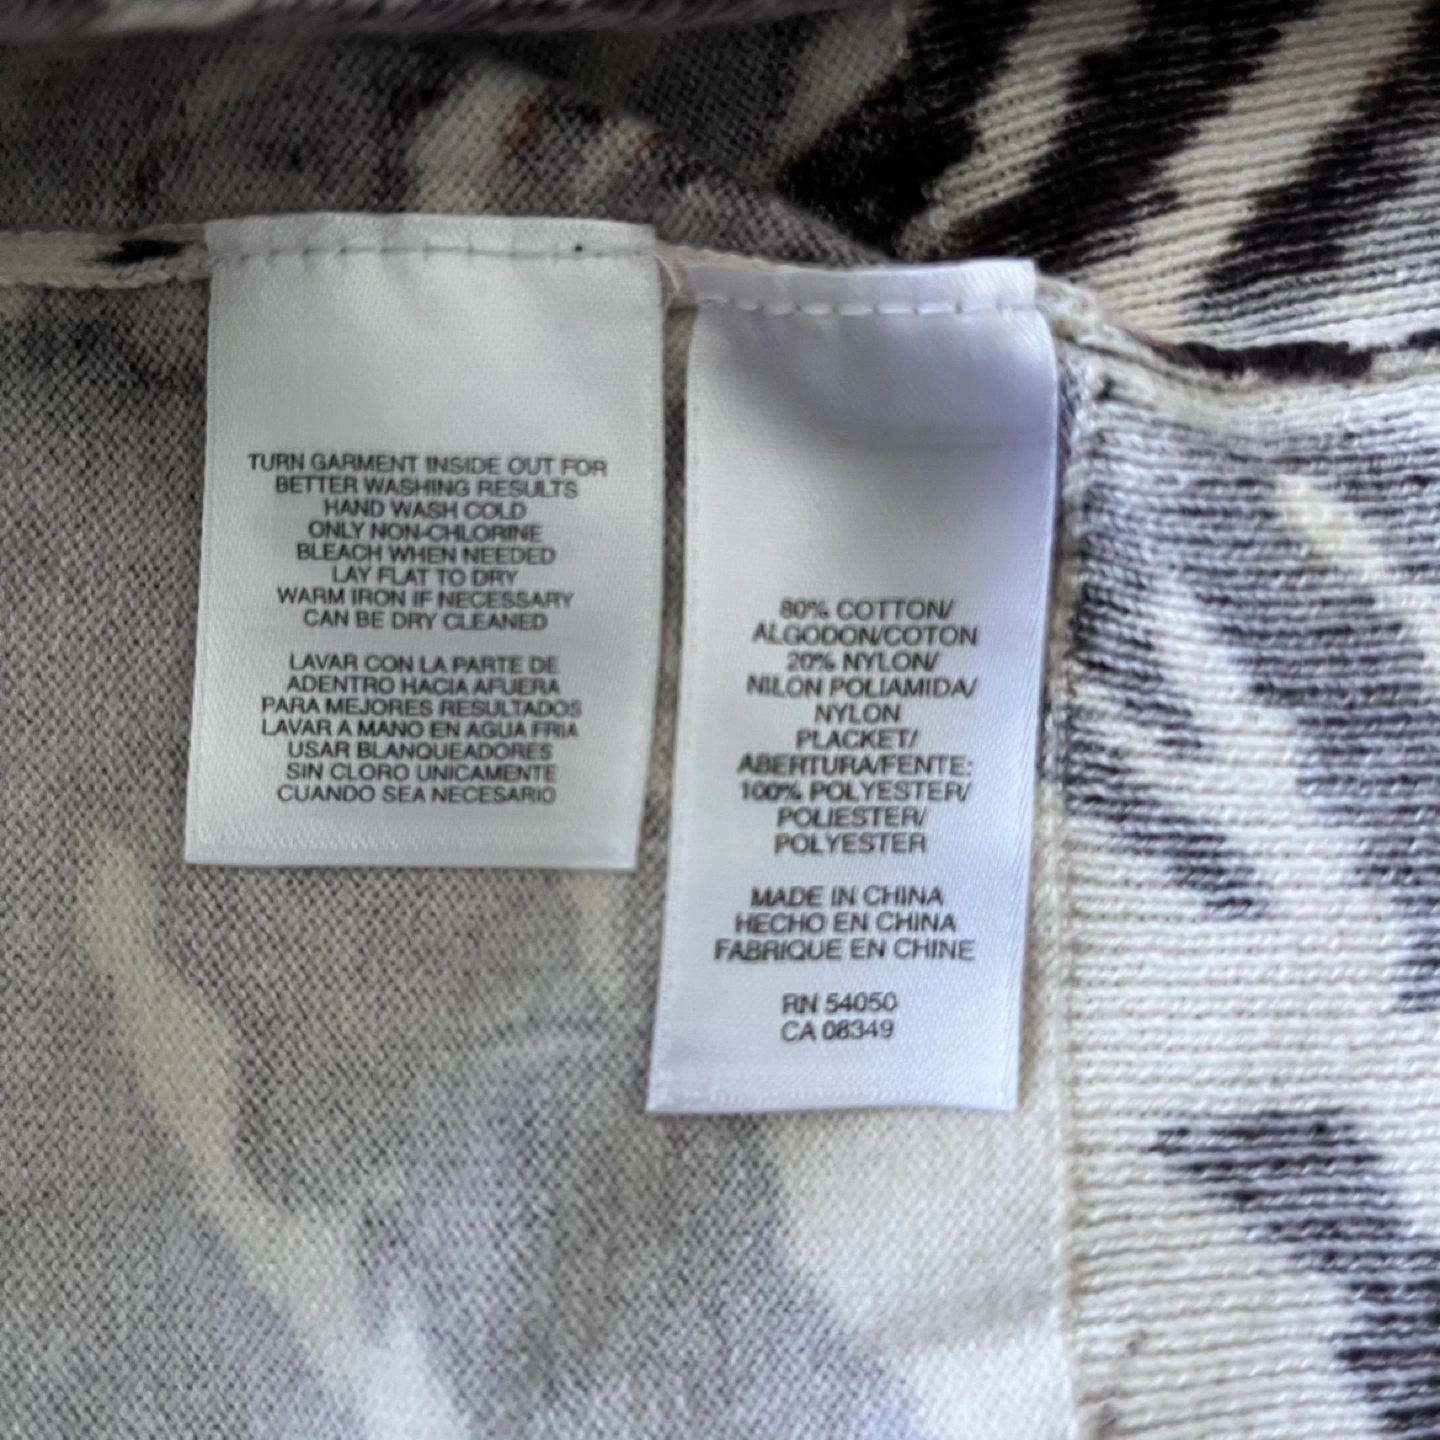 TURN GARMENT INSIDE OUT FOR
BETTER WASHING RESULTS
HAND WASH COLD
ONLY NON-CHLORINE
BLEACH WHEN NEEDED
LAY FLAT TO DRY
WARM IRON IF NECESSARY
CAN BE DRY CLEANED
LAVAR CON LA PARTE DE
ADENTRO HACIA AFUERA
PARA MEJORES RESULTADOS
LAVAR A MANO EN AGUA FRIA
USAR BLANQUEADORES
SIN CLORO UNICAMENTE
CUANDO SEA NECESARIO
80% COTTON/
ALGODON/COTON
20% NYLON/
NILON POLIAMIDA/
NYLON
PLACKET/
ABERTURA/FENTE:
100% POLYESTER/
POLIESTER/
POLYESTER
MADE IN CHINA
HECHO EN CHINA
FABRIQUE EN CHINE
RN 54050
CA 08349